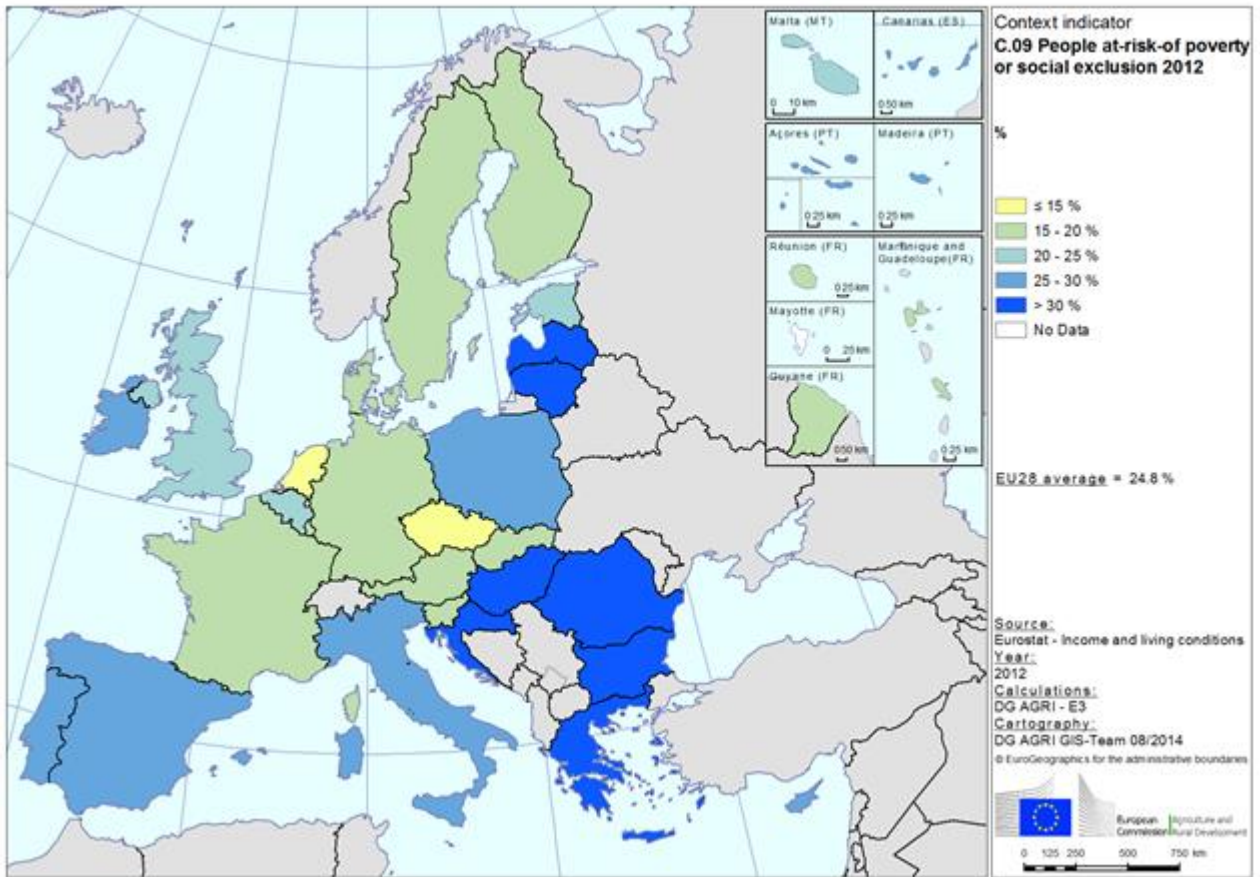 Malta (MT)
0 10 km
Canarias (ES)
0 50 km
Açores (PT)
0 25 km
Madeira (PT)
0 25 km
Réunion (FR)
0 25 km
Martinique and
Guadeloupe(FR)
Mayotte (FR)
0 25 km
Guyane (FR)
0 50 km
0 25 km
Context indicator
C.09 People at-risk-of poverty
or social exclusion 2012
%
≤ 15 %
15 - 20 %
20 - 25 %
25 - 30 %
> 30 %
No Data
EU28 average = 24.8 %
Source:
Eurostat - Income and living conditions
Year:
2012
Calculations:
DG AGRI - E3
Cartography:
DG AGRI GIS-Team 08/2014
© EuroGeographics for the administrative boundaries
European
Commission
Agriculture and
Rural Development
0 125 250 500 750 km